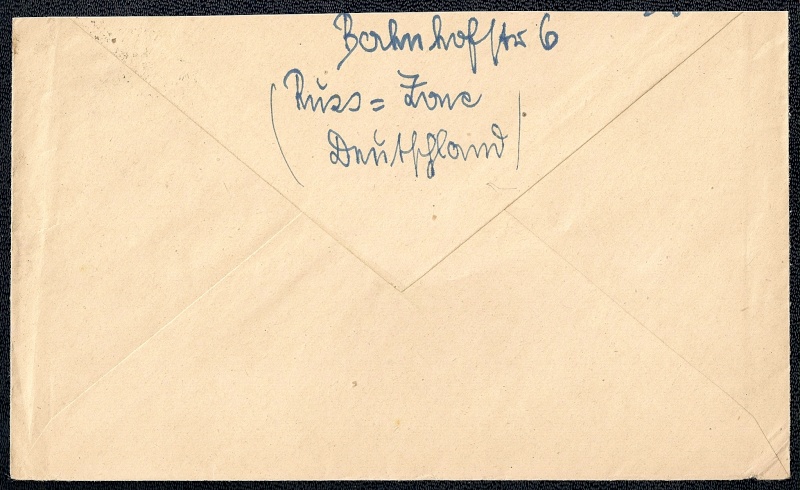 Bahnhofstr 6
(Russ = Zone
Deutschland)